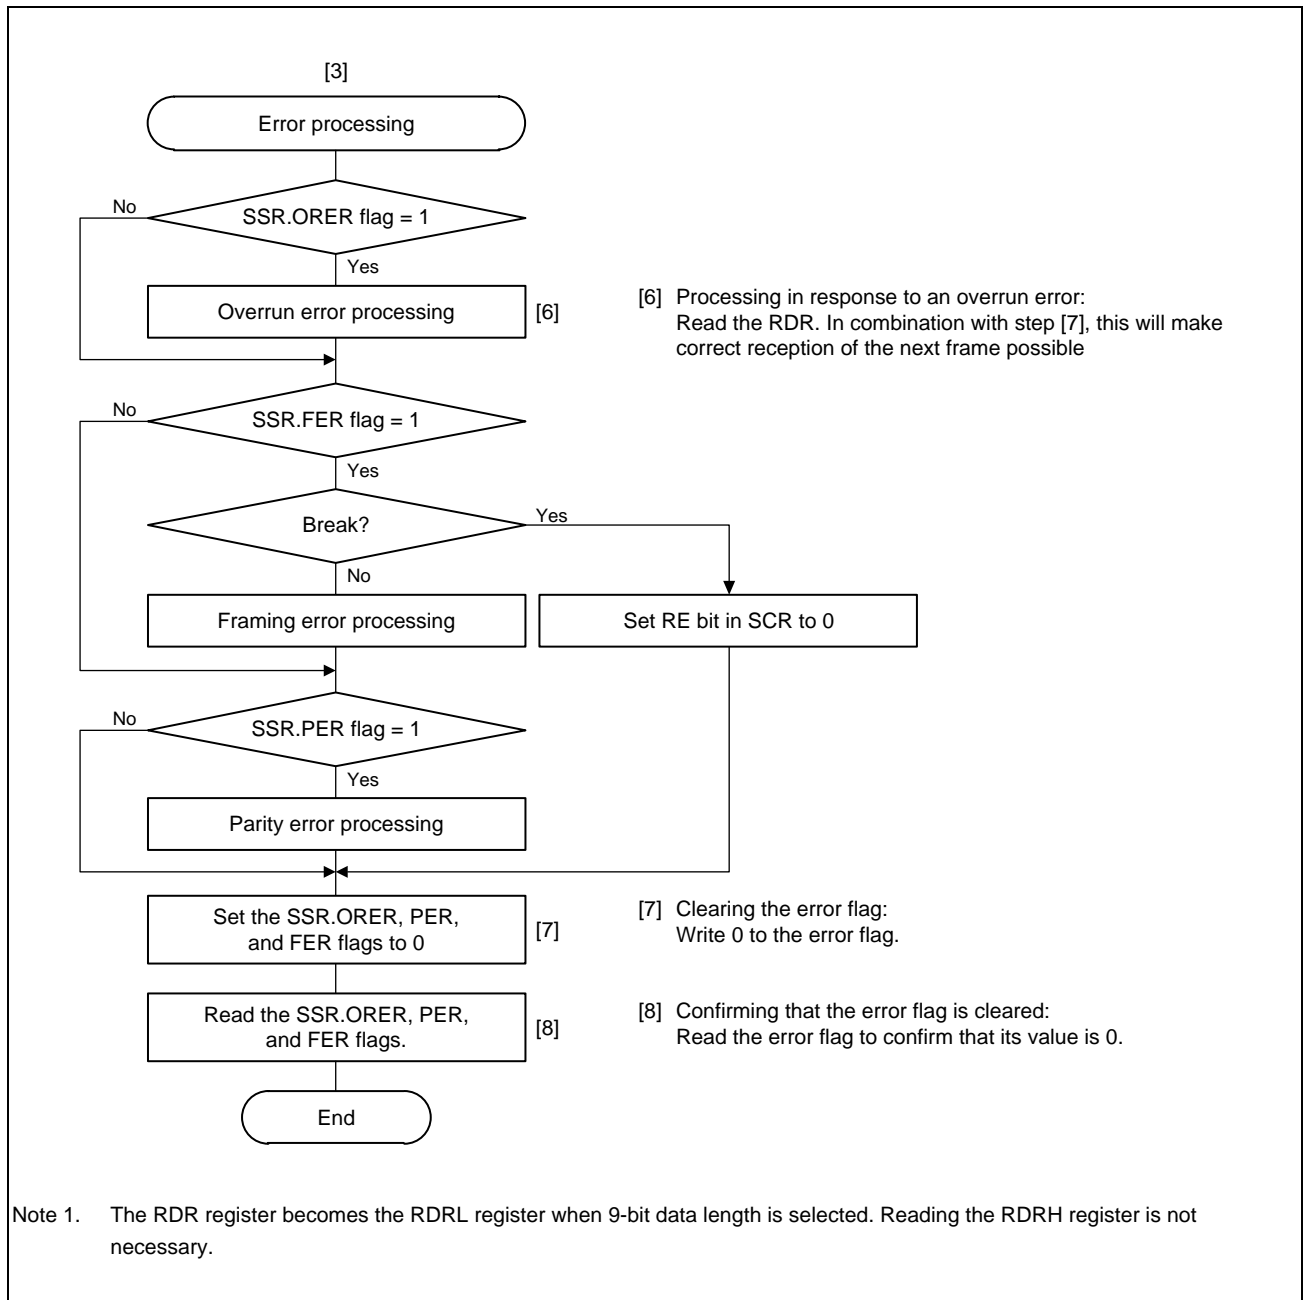 [3]
Error processing
No
SSR.ORER flag = 1
Yes
Overrun error processing
[6]
[6] Processing in response to an overrun error:
Read the RDR. In combination with step [7], this will make
correct reception of the next frame possible
No
SSR.FER flag = 1
Yes
Break?
Yes
No
Framing error processing
Set RE bit in SCR to 0
No
SSR.PER flag = 1
Yes
Parity error processing
Set the SSR.ORER, PER,
and FER flags to 0
[7]
[7] Clearing the error flag:
Write 0 to the error flag.
Read the SSR.ORER, PER,
and FER flags.
[8]
[8] Confirming that the error flag is cleared:
Read the error flag to confirm that its value is 0.
End
Note 1. The RDR register becomes the RDRL register when 9-bit data length is selected. Reading the RDRH register is not
necessary.